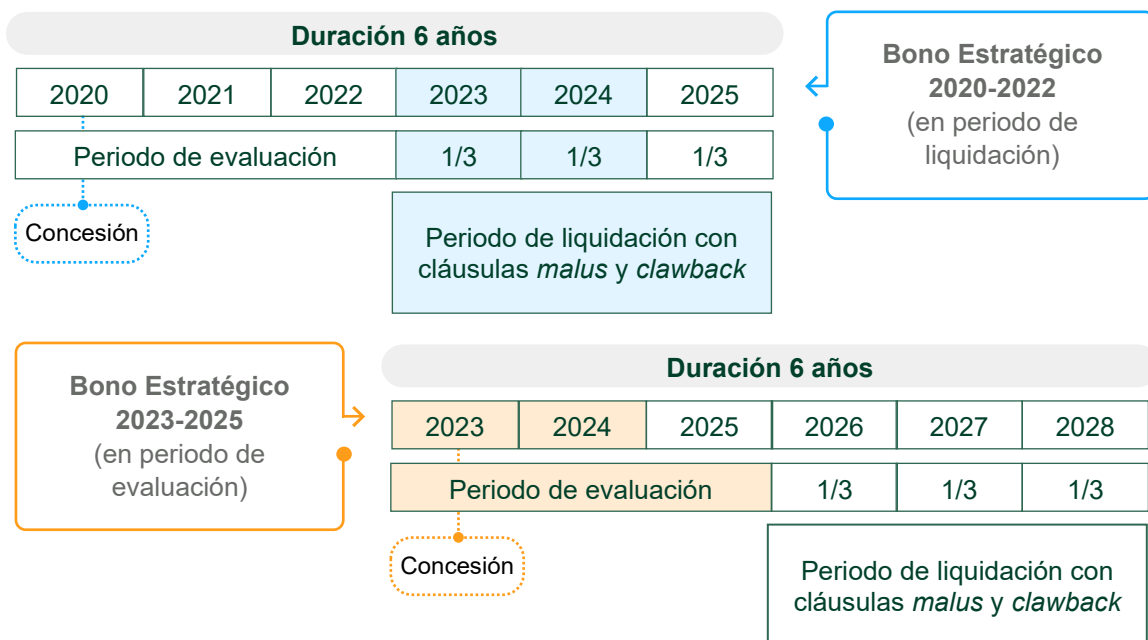 Duración 6 años
2020 2021 2022 2023 2024 2025
Periodo de evaluación 1/3 1/3 1/3
Concesión
Periodo de liquidación con
cláusulas malus y clawback
Bono Estratégico
2020-2022
(en periodo de
liquidación)
Bono Estratégico
2023-2025
(en periodo de
evaluación)
Duración 6 años
2023 2024 2025 2026 2027 2028
Periodo de evaluación 1/3 1/3 1/3
Concesión
Periodo de liquidación con
cláusulas malus y clawback